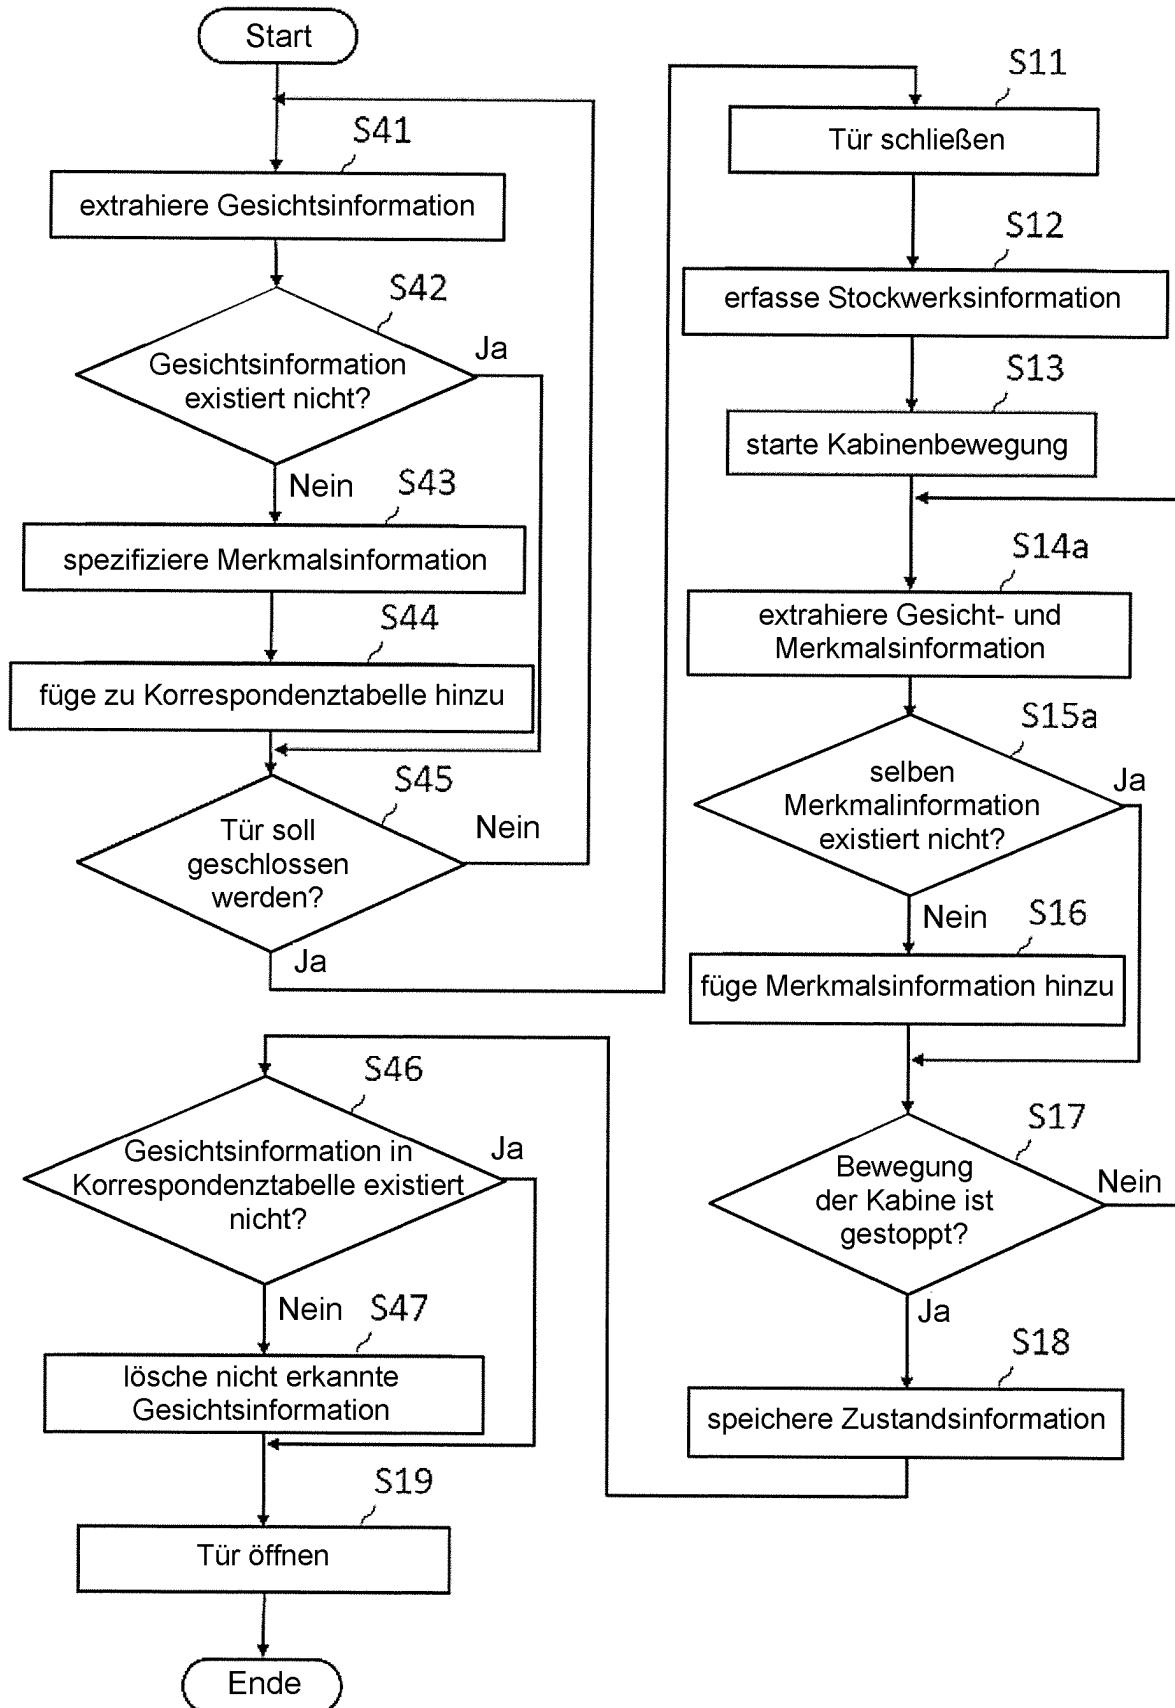 Start
S41
extrahiere Gesichtsinformation
S42
Gesichtsinformation
existiert nicht?
Ja
Nein
S43
spezifiziere Merkmalsinformation
S44
füge zu Korrespondenztabelle hinzu
S45
Tür soll
geschlossen
werden?
Nein
Ja
S11
Tür schließen
S12
erfasse Stockwerksinformation
S13
starte Kabinenbewegung
S14a
extrahiere Gesicht- und
Merkmalsinformation
S15a
selben
Merkmalinformation
existiert nicht?
Ja
Nein
S16
füge Merkmalsinformation hinzu
S17
Bewegung
der Kabine ist
gestoppt?
Nein
Ja
S18
speichere Zustandsinformation
S46
Gesichtsinformation in
Korrespondenztabelle existiert
nicht?
Ja
Nein
S47
lösche nicht erkannte
Gesichtsinformation
S19
Tür öffnen
Ende